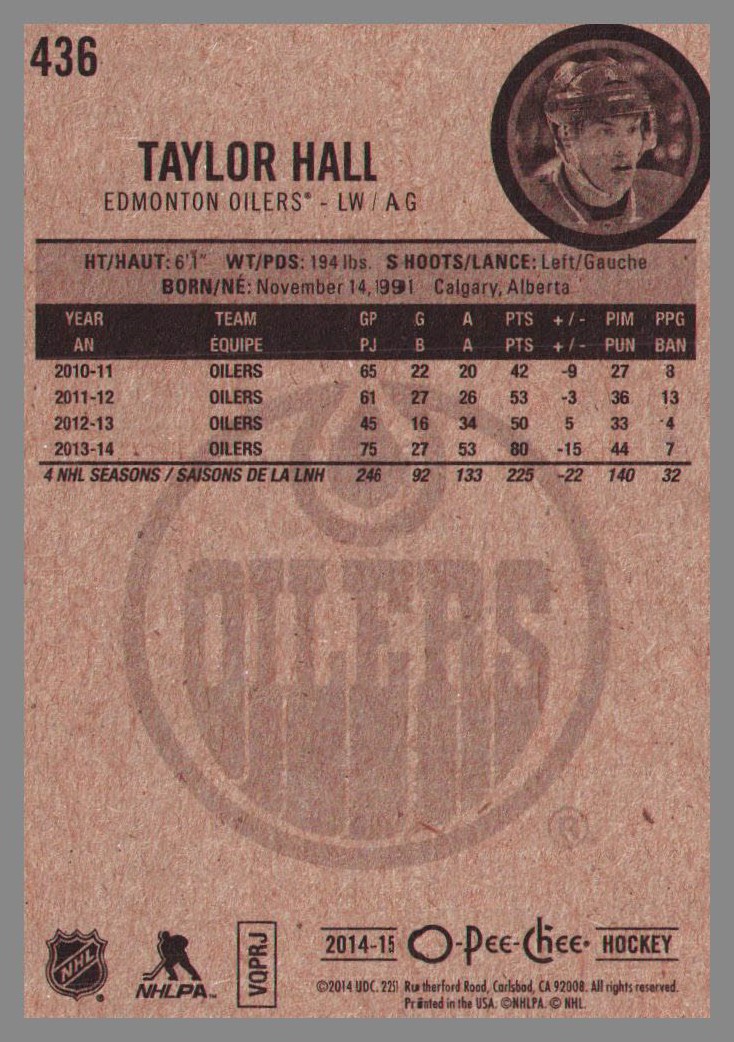 436
TAYLOR HALL
EDMONTON OILERS® - LW / AG
HT/HAUT: 6'1" WT/PDS: 194 lbs. SHOOTS/LANCE: Left/Gauche
BORN/NÉ: November 14, 1991 Calgary, Alberta
YEAR TEAM GP G A PTS +/- PIM PPG
AN ÉQUIPE PJ B A PTS +/- PUN BAN
2010-11 OILERS 65 22 20 42 -9 27 8
2011-12 OILERS 61 27 26 53 -3 36 13
2012-13 OILERS 45 16 34 50 5 33 4
2013-14 OILERS 75 27 53 80 -15 44 7
4 NHL SEASONS / SAISONS DE LA LNH 246 92 133 225 -22 140 32
OILERS
®
NHL ®
NHLPA™
VQPRJ
2014-15 O-Pee-Chee® HOCKEY
©2014 UDC. 2251 Rutherford Road, Carlsbad, CA 92008. All rights reserved.
Printed in the USA. ©NHLPA. © NHL.